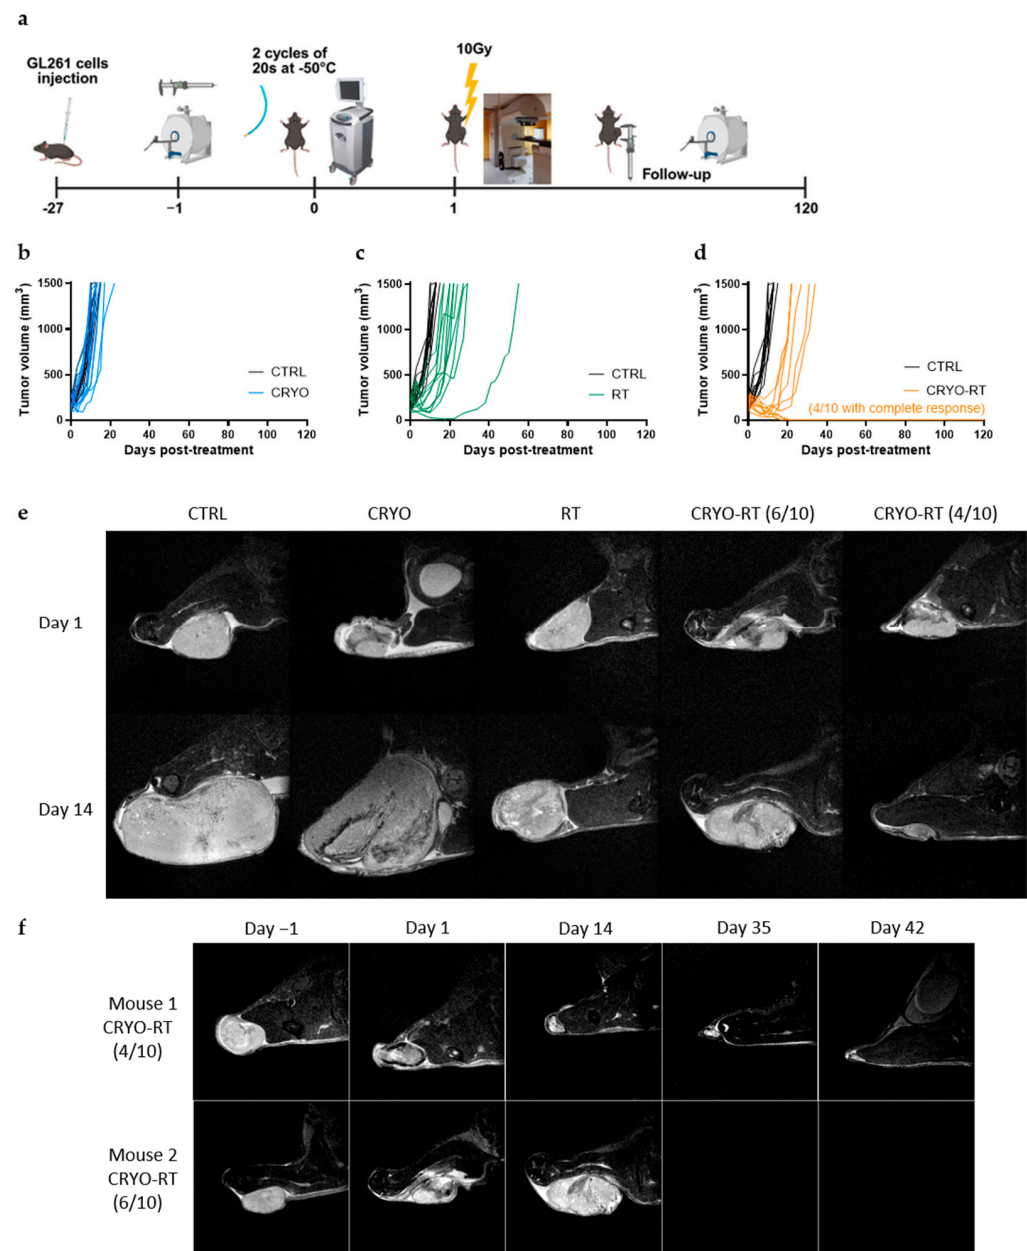 a
GL261 cells
injection
2 cycles of
20s at -50°C
10Gy
Follow-up
-27
−1
0
1
120
b
c
d
Tumor volume (mm³)
1500
1000
500
0
0 20 40 60 80 100 120
Days post-treatment
CTRL
CRYO
Tumor volume (mm³)
1500
1000
500
0
0 20 40 60 80 100 120
Days post-treatment
CTRL
RT
Tumor volume (mm³)
1500
1000
500
0
0 20 40 60 80 100 120
Days post-treatment
CTRL
CRYO-RT
(4/10 with complete response)
e
CTRL CRYO RT CRYO-RT (6/10) CRYO-RT (4/10)
Day 1
Day 14
f
Day −1 Day 1 Day 14 Day 35 Day 42
Mouse 1
CRYO-RT
(4/10)
Mouse 2
CRYO-RT
(6/10)